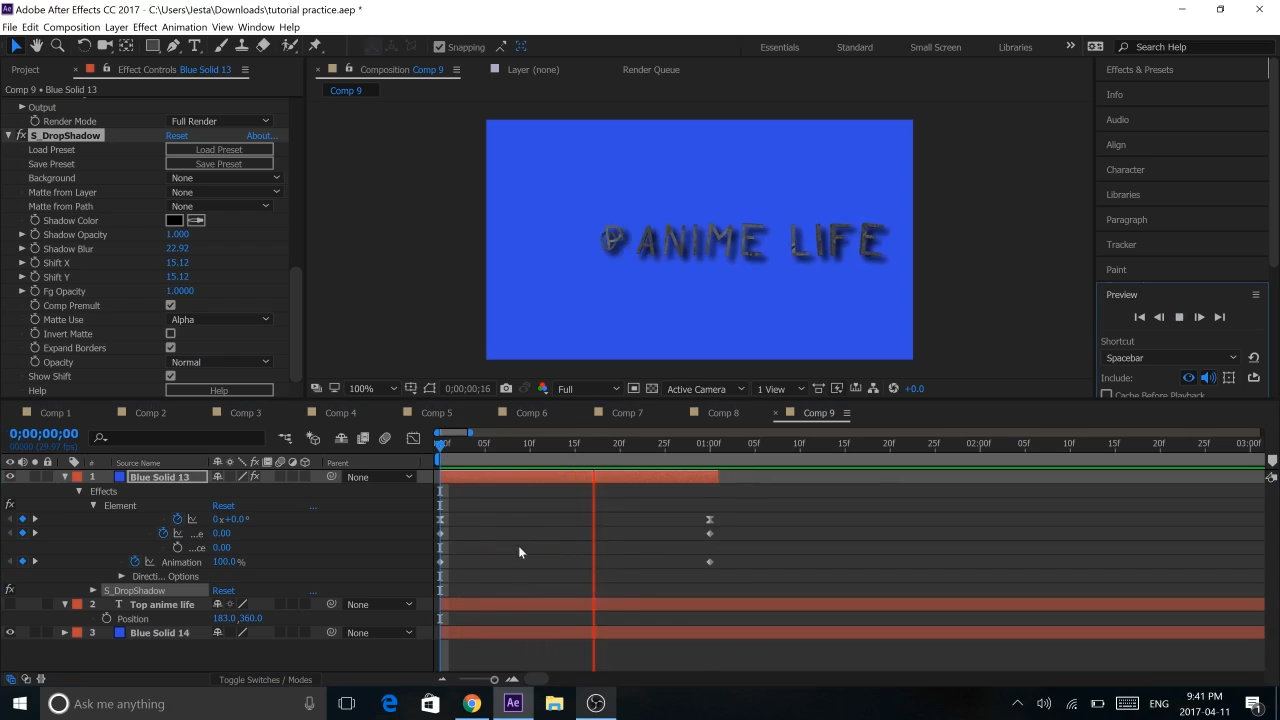 Adobe After Effects CC 2017 - C:\Users\Jesta\Downloads\tutorial practice.aep *
File Edit Composition Layer Effect Animation View Window Help
Snapping
Essentials Standard Small Screen Libraries Search Help
Project Effect Controls Blue Solid 13 Composition Comp 9 Layer (none) Render Queue Effects & Presets
Comp 9 • Blue Solid 13 Comp 9
Info
Output
Render Mode Full Render
Audio
S_DropShadow Reset About...
Load Preset Load Preset
Align
Save Preset Save Preset
Background None
Character
Matte from Layer None
Libraries
Matte from Path None
Shadow Color
Paragraph
Shadow Opacity 1.000
Tracker
Shadow Blur 22.92
Shift X 15.12
Paint
Shift Y 15.12
Fg Opacity 1.0000
Preview
Comp Premult
Matte Use Alpha
Invert Matte
Shortcut
Expand Borders
Spacebar
Opacity Normal
Include:
Show Shift
Help Help
Cache Before Playback
ANIME LIFE
100% 0;00;00;16 Full Active Camera 1 View +0.0
Comp 1 Comp 2 Comp 3 Comp 4 Comp 5 Comp 6 Comp 7 Comp 8 Comp 9
0;00;00;00
00000 (29.97 fps)
05f 10f 15f 20f 25f 01:00f 05f 10f 15f 20f 25f 02:00f 05f 10f 15f 20f 25f 03:00f
# Source Name Parent
1 Blue Solid 13 fx None
Effects
fx Element Reset ...
0x+0.0°
...e 0.00
...ce 0.00
Animation 100.0%
Directi... Options
fx S_DropShadow Reset ...
2 T Top anime life None
Position 183.0,360.0
3 Blue Solid 14 None
Toggle Switches / Modes
Ask me anything
9:41 PM
2017-04-11